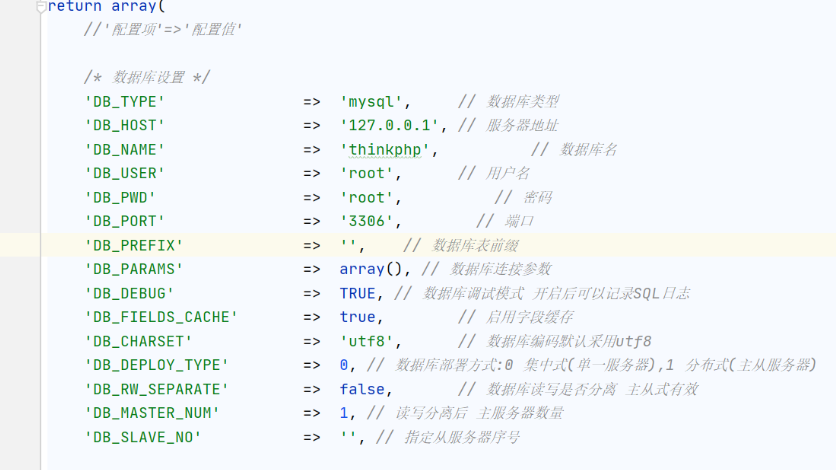 return array(
//'配置项'=>'配置值'
/* 数据库设置 */
'DB_TYPE' => 'mysql', // 数据库类型
'DB_HOST' => '127.0.0.1', // 服务器地址
'DB_NAME' => 'thinkphp', // 数据库名
'DB_USER' => 'root', // 用户名
'DB_PWD' => 'root', // 密码
'DB_PORT' => '3306', // 端口
'DB_PREFIX' => '', // 数据库表前缀
'DB_PARAMS' => array(), // 数据库连接参数
'DB_DEBUG' => TRUE, // 数据库调试模式 开启后可以记录SQL日志
'DB_FIELDS_CACHE' => true, // 启用字段缓存
'DB_CHARSET' => 'utf8', // 数据库编码默认采用utf8
'DB_DEPLOY_TYPE' => 0, // 数据库部署方式:0 集中式(单一服务器),1 分布式(主从服务器)
'DB_RW_SEPARATE' => false, // 数据库读写是否分离 主从式有效
'DB_MASTER_NUM' => 1, // 读写分离后 主服务器数量
'DB_SLAVE_NO' => '', // 指定从服务器序号